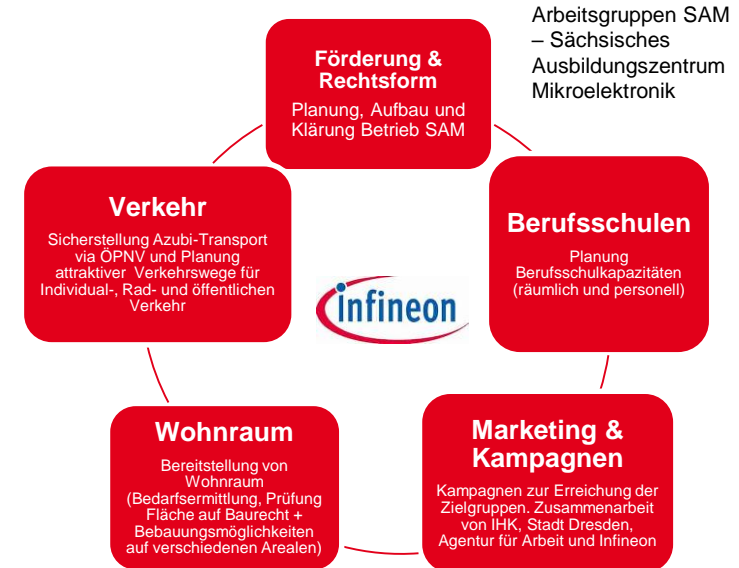 Arbeitsgruppen SAM
– Sächsisches
Ausbildungszentrum
Mikroelektronik
Förderung &
Rechtsform
Planung, Aufbau und
Klärung Betrieb SAM
Berufsschulen
Planung
Berufsschulkapazitäten
(räumlich und personell)
Marketing &
Kampagnen
Kampagnen zur Erreichung der
Zielgruppen. Zusammenarbeit
von IHK, Stadt Dresden,
Agentur für Arbeit und Infineon
Wohnraum
Bereitstellung von
Wohnraum
(Bedarfsermittlung, Prüfung
Fläche auf Baurecht +
Bebauungsmöglichkeiten
auf verschiedenen Arealen)
Verkehr
Sicherstellung Azubi-Transport
via ÖPNV und Planung
attraktiver Verkehrswege für
Individual-, Rad- und öffentlichen
Verkehr
infineon